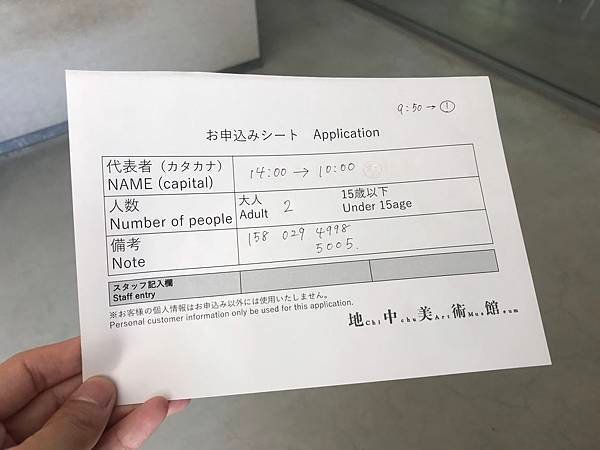 9:50→①
お申込みシート Application
代表者（カタカナ）
NAME (capital)
14:00 → 10:00
人数
Number of people
大人
Adult 2
15歳以下
Under 15age
備考
Note
158 029 4998
5005.
スタッフ記入欄
Staff entry
※お客様の個人情報はお申込み以外には使用いたしません。
Personal customer information only be used for this application.
地Chi中chu美Art術Mus館eum